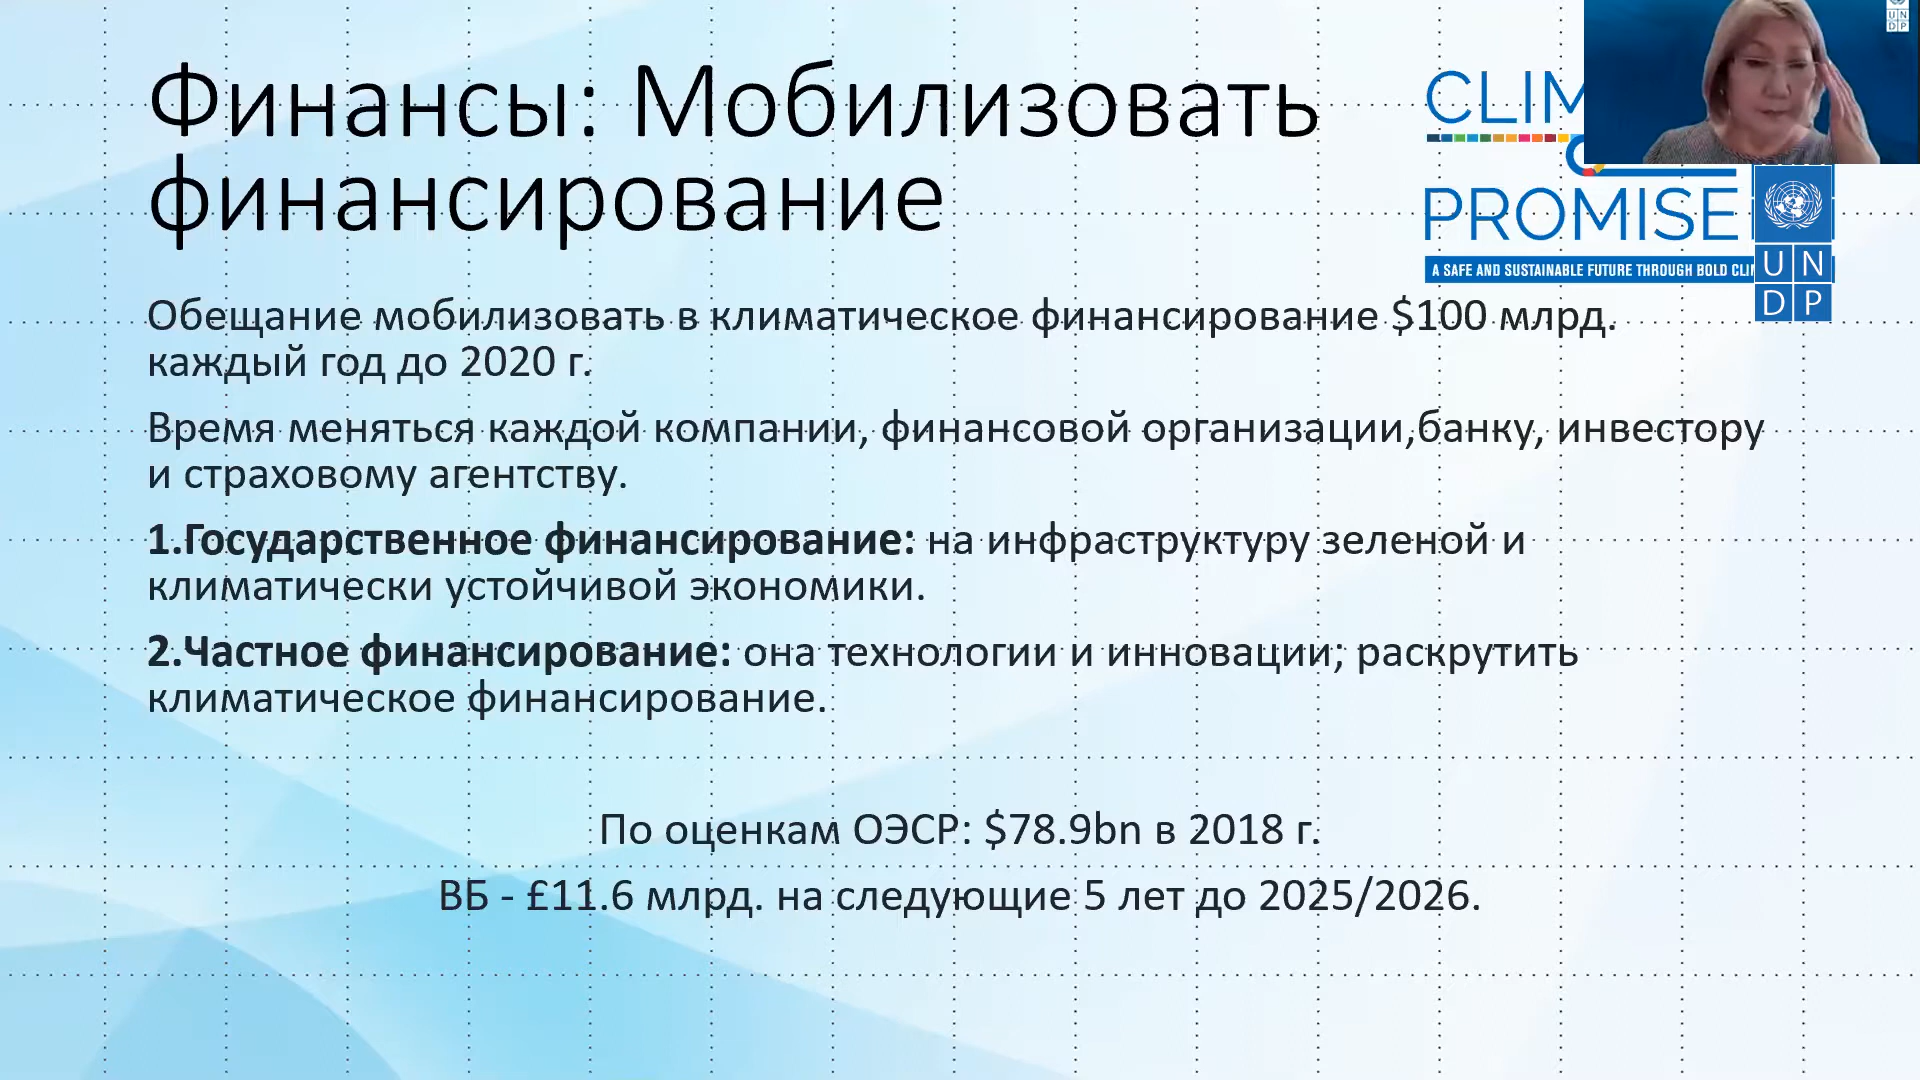 Финансы: Мобилизовать
финансирование
CLIM
PROMISE
A SAFE AND SUSTAINABLE FUTURE THROUGH BOLD
U N
D P
U N
D P
Обещание мобилизовать в климатическое финансирование $100 млрд.
каждый год до 2020 г.
Время меняться каждой компании, финансовой организации,банку, инвестору
и страховому агентству.
1.Государственное финансирование: на инфраструктуру зеленой и
климатически устойчивой экономики.
2.Частное финансирование: она технологии и инновации; раскрутить
климатическое финансирование.
По оценкам ОЭСР: $78.9bn в 2018 г.
ВБ - £11.6 млрд. на следующие 5 лет до 2025/2026.